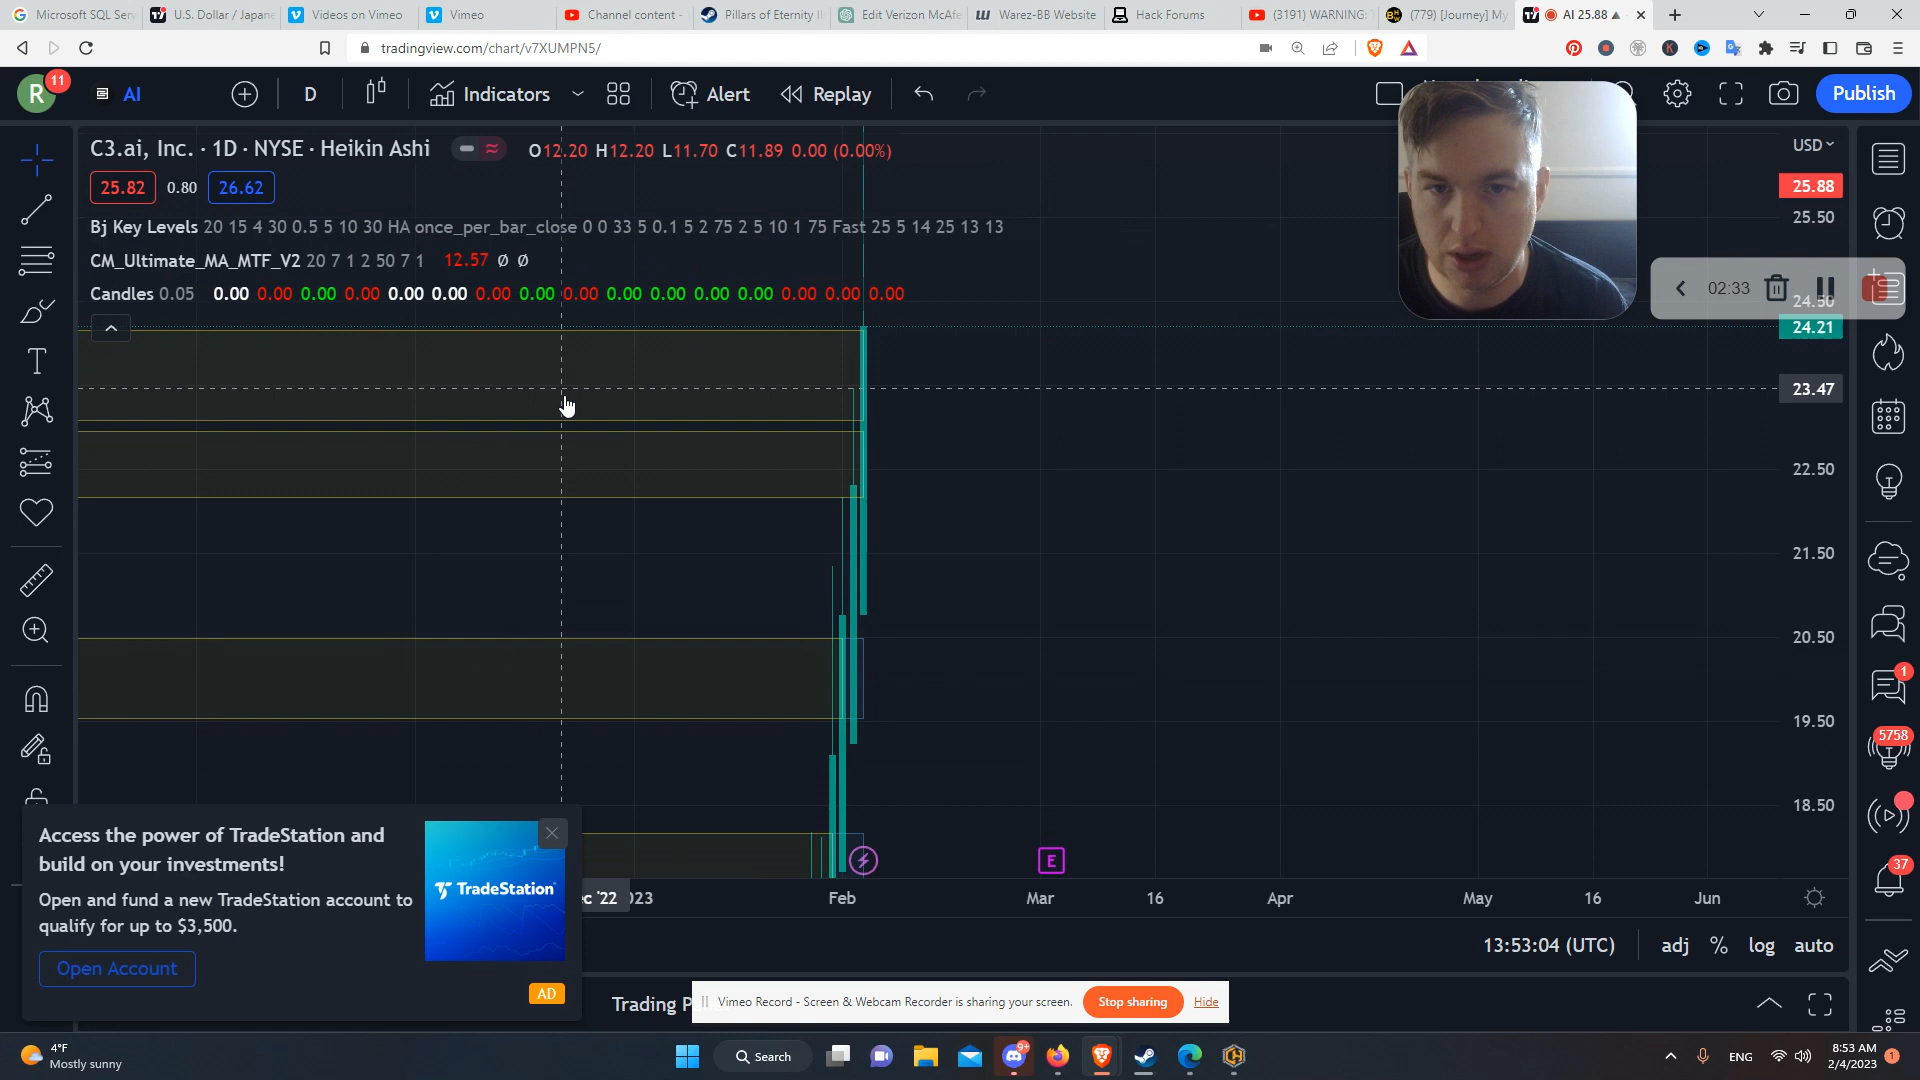 Microsoft SQL Serv
U.S. Dollar / Japane
Videos on Vimeo
Vimeo
Channel content -
Pillars of Eternity II
Edit Verizon McAfe
Warez-BB Website
Hack Forums
(3191) WARNING:
(779) [Journey] My
AI 25.88 ▲
tradingview.com/chart/v7XUMPN5/
R
11
AI
D
Indicators
Alert
Replay
Publish
C3.ai, Inc. · 1D · NYSE · Heikin Ashi
O12.20 H12.20 L11.70 C11.89 0.00 (0.00%)
USD
25.82
0.80
26.62
25.88
25.50
Bj Key Levels 20 15 4 30 0.5 5 10 30 HA once_per_bar_close 0 0 33 5 0.1 5 2 75 2 5 10 1 75 Fast 25 5 14 25 13 13
CM_Ultimate_MA_MTF_V2 20 7 1 2 50 7 1 12.57 Ø Ø
Candles 0.05 0.00 0.00 0.00 0.00 0.00 0.00 0.00 0.00 0.00 0.00 0.00 0.00 0.00 0.00 0.00 0.00
02:33
24.50
24.21
23.47
22.50
21.50
20.50
1
19.50
5758
18.50
37
E
Access the power of TradeStation and
build on your investments!
Open and fund a new TradeStation account to
qualify for up to $3,500.
Open Account
TradeStation
AD
ec '22
023
Feb
Mar
16
Apr
May
16
Jun
13:53:04 (UTC)
adj
%
log
auto
Trading P
Vimeo Record - Screen & Webcam Recorder is sharing your screen.
Stop sharing
Hide
4°F
Mostly sunny
Search
9+
ENG
8:53 AM
2/4/2023
1